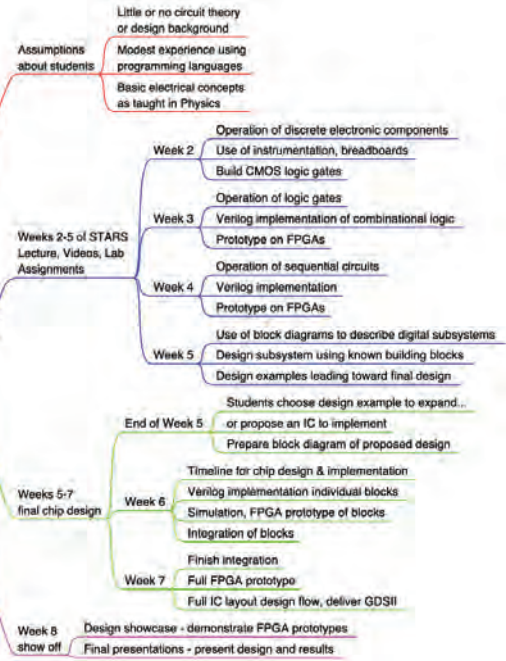 Assumptions
about students
Little or no circuit theory
or design background
Modest experience using
programming languages
Basic electrical concepts
as taught in Physics
Weeks 2-5 of STARS
Lecture, Videos, Lab
Assignments
Week 2
Operation of discrete electronic components
Use of instrumentation, breadboards
Build CMOS logic gates
Week 3
Operation of logic gates
Verilog implementation of combinational logic
Prototype on FPGAs
Week 4
Operation of sequential circuits
Verilog implementation
Prototype on FPGAs
Week 5
Use of block diagrams to describe digital subsystems
Design subsystem using known building blocks
Design examples leading toward final design
Weeks 5-7
final chip design
End of Week 5
Students choose design example to expand...
or propose an IC to implement
Prepare block diagram of proposed design
Week 6
Timeline for chip design & implementation
Verilog implementation individual blocks
Simulation, FPGA prototype of blocks
Integration of blocks
Week 7
Finish integration
Full FPGA prototype
Full IC layout design flow, deliver GDSII
Week 8
show off
Design showcase - demonstrate FPGA prototypes
Final presentations - present design and results